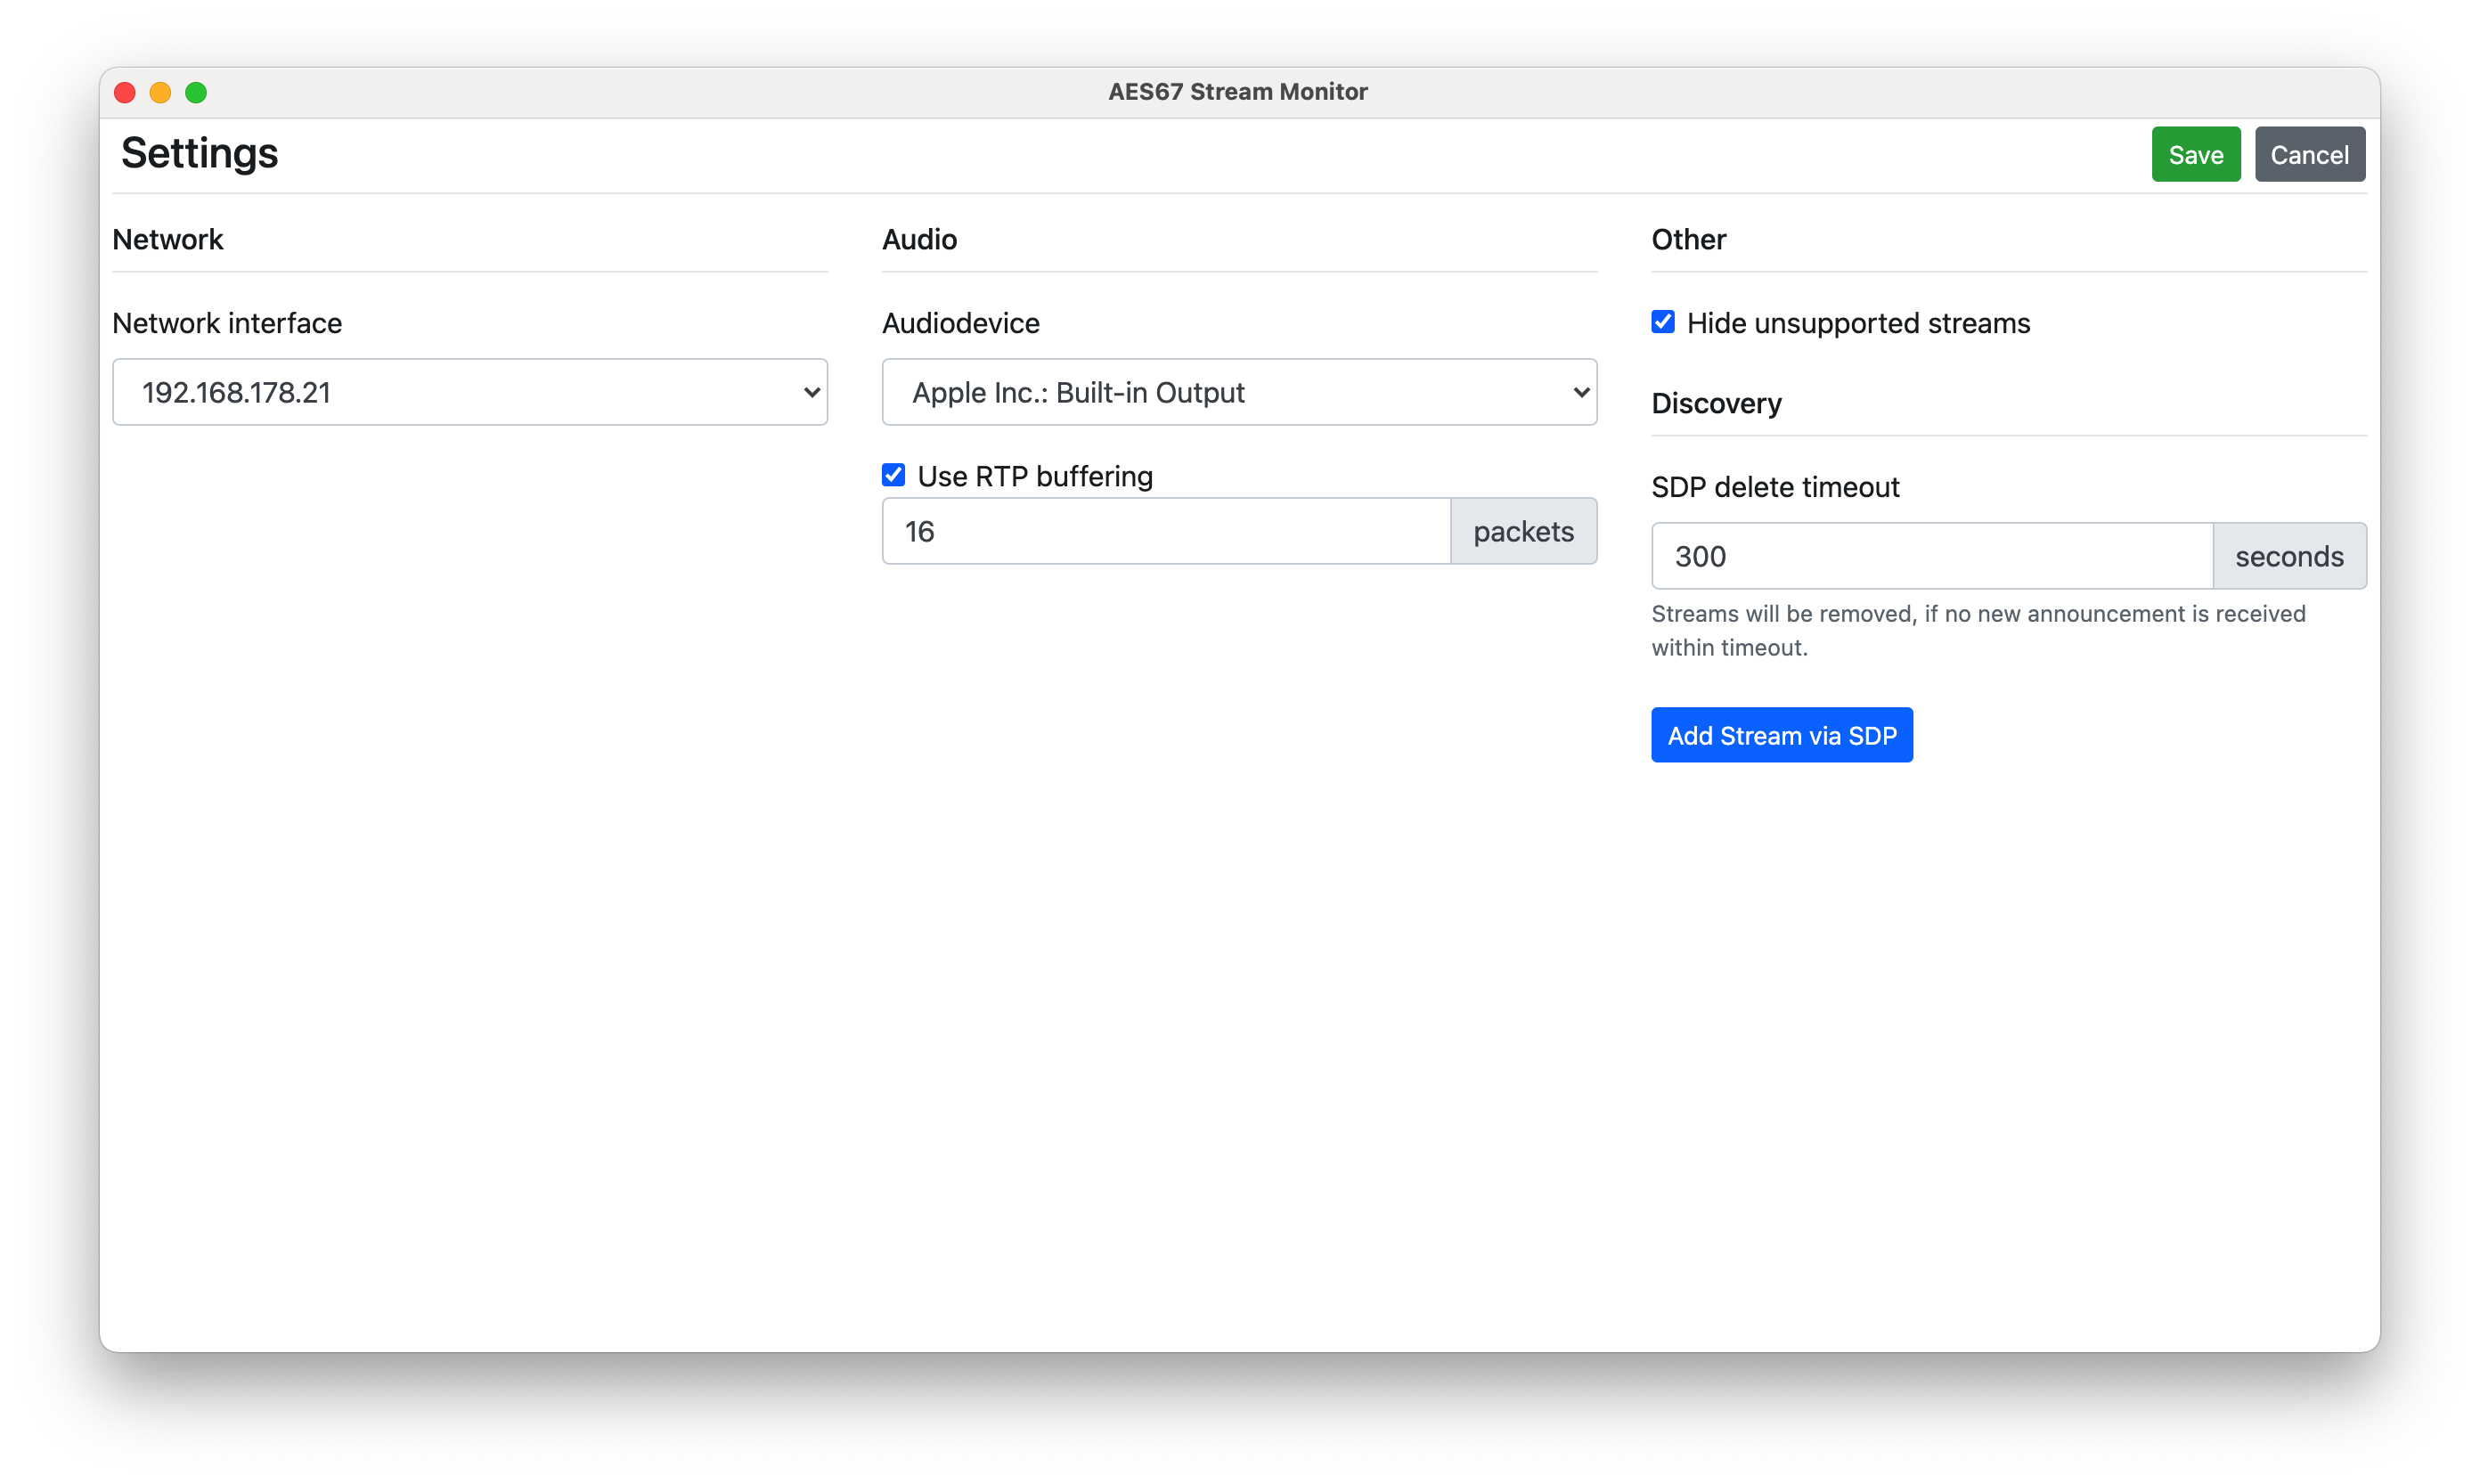 AES67 Stream Monitor
Settings
Save
Cancel
Network
Network interface
192.168.178.21
Audio
Audiodevice
Apple Inc.: Built-in Output
Use RTP buffering
16
packets
Other
Hide unsupported streams
Discovery
SDP delete timeout
300
seconds
Streams will be removed, if no new announcement is received
within timeout.
Add Stream via SDP